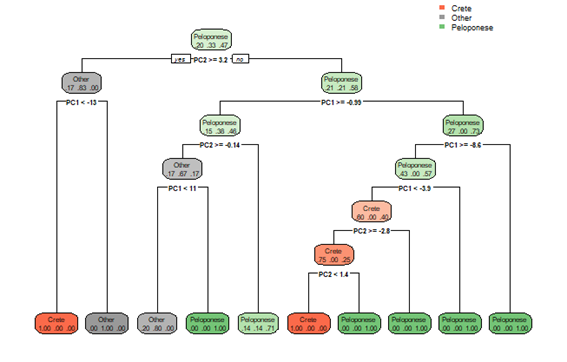 Crete
Other
Peloponese
Peloponese
.20 .33 .47
yes PC2 >= 3.2 no
Other
.17 .83 .00
Peloponese
.21 .21 .58
PC1 < -13
PC1 >= -0.99
Peloponese
.15 .38 .46
Peloponese
.27 .00 .73
PC2 >= -0.14
PC1 >= -8.6
Other
.17 .67 .17
Peloponese
.43 .00 .57
PC1 < 11
PC1 < -3.9
Crete
.60 .00 .40
PC2 >= -2.8
Crete
.75 .00 .25
PC2 < 1.4
Crete
1.00 .00 .00
Other
.00 1.00 .00
Other
.20 .80 .00
Peloponese
.00 .00 1.00
Peloponese
.14 .14 .71
Crete
1.00 .00 .00
Peloponese
.00 .00 1.00
Peloponese
.00 .00 1.00
Peloponese
.00 .00 1.00
Peloponese
.00 .00 1.00